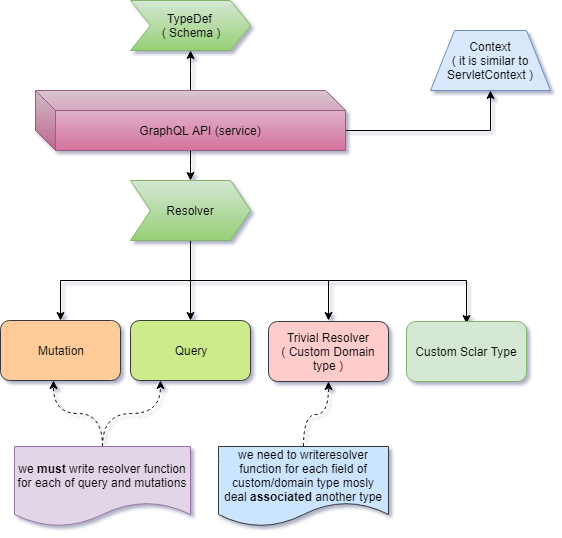 TypeDef
( Schema )
Context
( it is similar to
ServletContext )
GraphQL API (service)
Resolver
Mutation
Query
Trivial Resolver
( Custom Domain
type )
Custom Sclar Type
we must write resolver function
for each of query and mutations
we need to writeresolver
function for each field of
custom/domain type mosly
deal associated another type